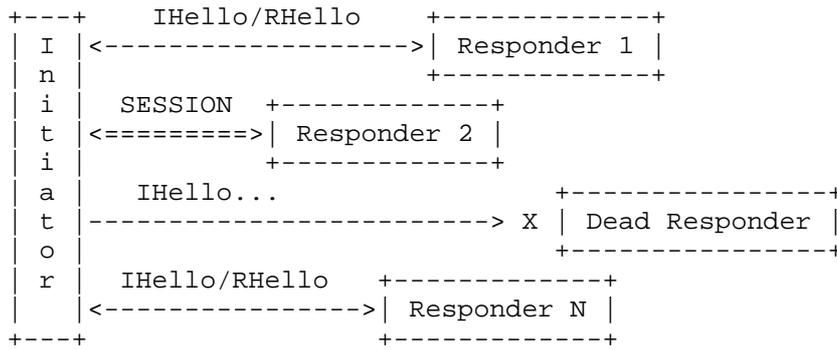 +---+     IHello/RHello     +-------------+
| I |<-------------------->| Responder 1 |
| n |                      +-------------+
| i |  SESSION  +-------------+
| t |<=========>| Responder 2 |
| i |           +-------------+
| a |   IHello...                  +----------------+
| t |-------------------------> X | Dead Responder |
| o |                              +----------------+
| r |  IHello/RHello   +-------------+
|   |<---------------->| Responder N |
+---+                  +-------------+